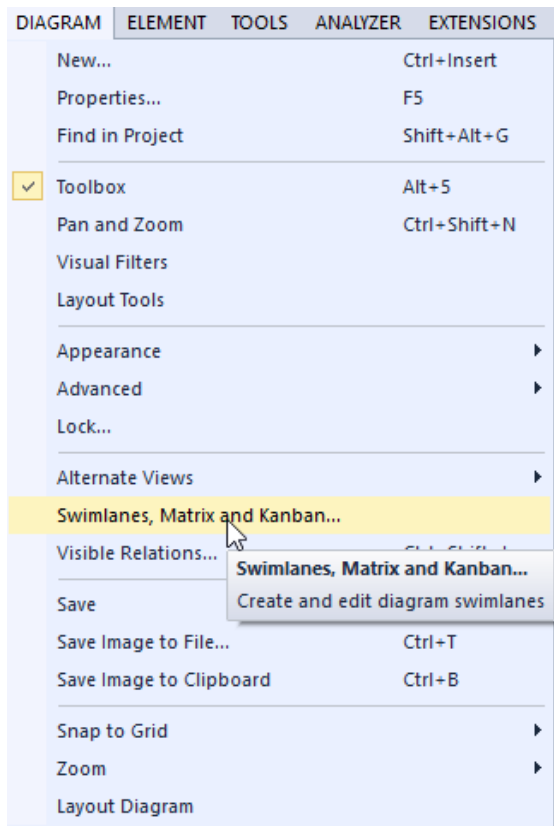 DIAGRAM ELEMENT TOOLS ANALYZER EXTENSIONS
New... Ctrl+Insert
Properties... F5
Find in Project Shift+Alt+G
Toolbox Alt+5
Pan and Zoom Ctrl+Shift+N
Visual Filters
Layout Tools
Appearance
Advanced
Lock...
Alternate Views
Swimlanes, Matrix and Kanban...
Visible Relations...
Swimlanes, Matrix and Kanban...
Create and edit diagram swimlanes
Save
Save Image to File... Ctrl+T
Save Image to Clipboard Ctrl+B
Snap to Grid
Zoom
Layout Diagram